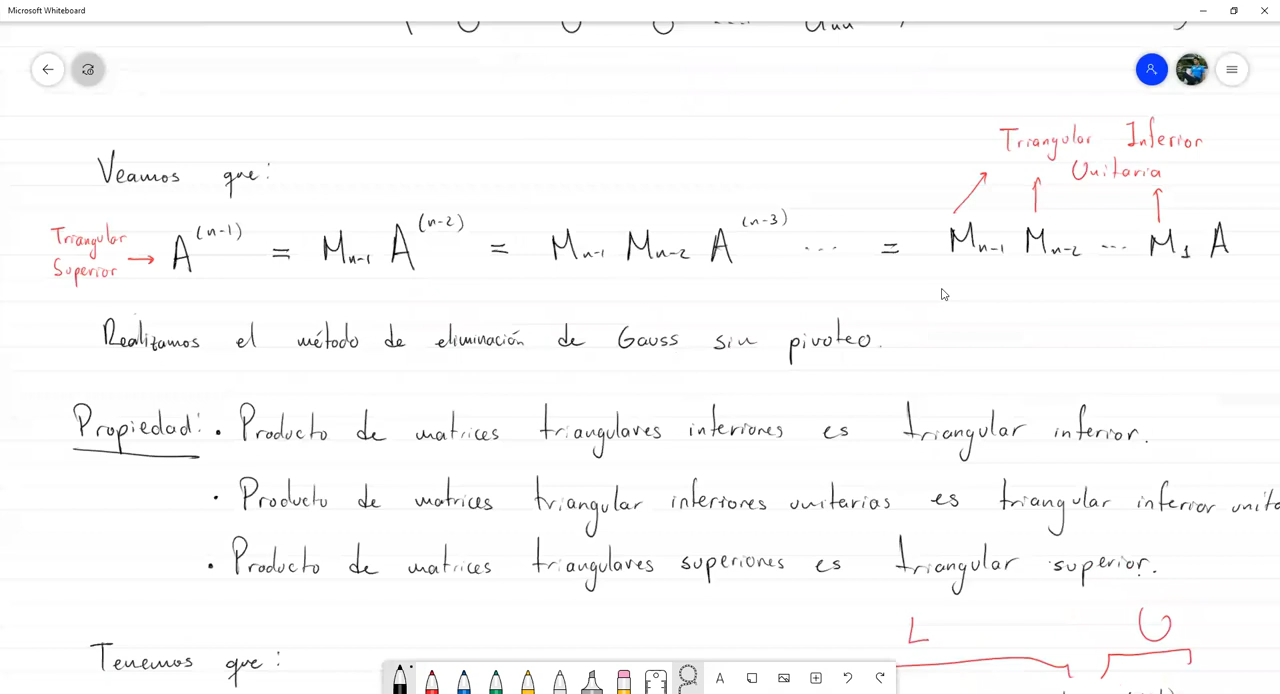 Microsoft Whiteboard
Triangular Inferior
Unitaria
Veamos que:
Triangular
Superior → A^(n-1) = M_{n-1} A^(n-2) = M_{n-1} M_{n-2} A^(n-3) ... = M_{n-1} M_{n-2} ... M_1 A
Realizamos el método de eliminación de Gauss sin pivoteo.
Propiedad: • Producto de matrices triangulares inferiores es triangular inferior.
• Producto de matrices triangular inferiores unitarias es triangular inferior unita
• Producto de matrices triangulares superiores es triangular superior.
L U
Tenemos que: